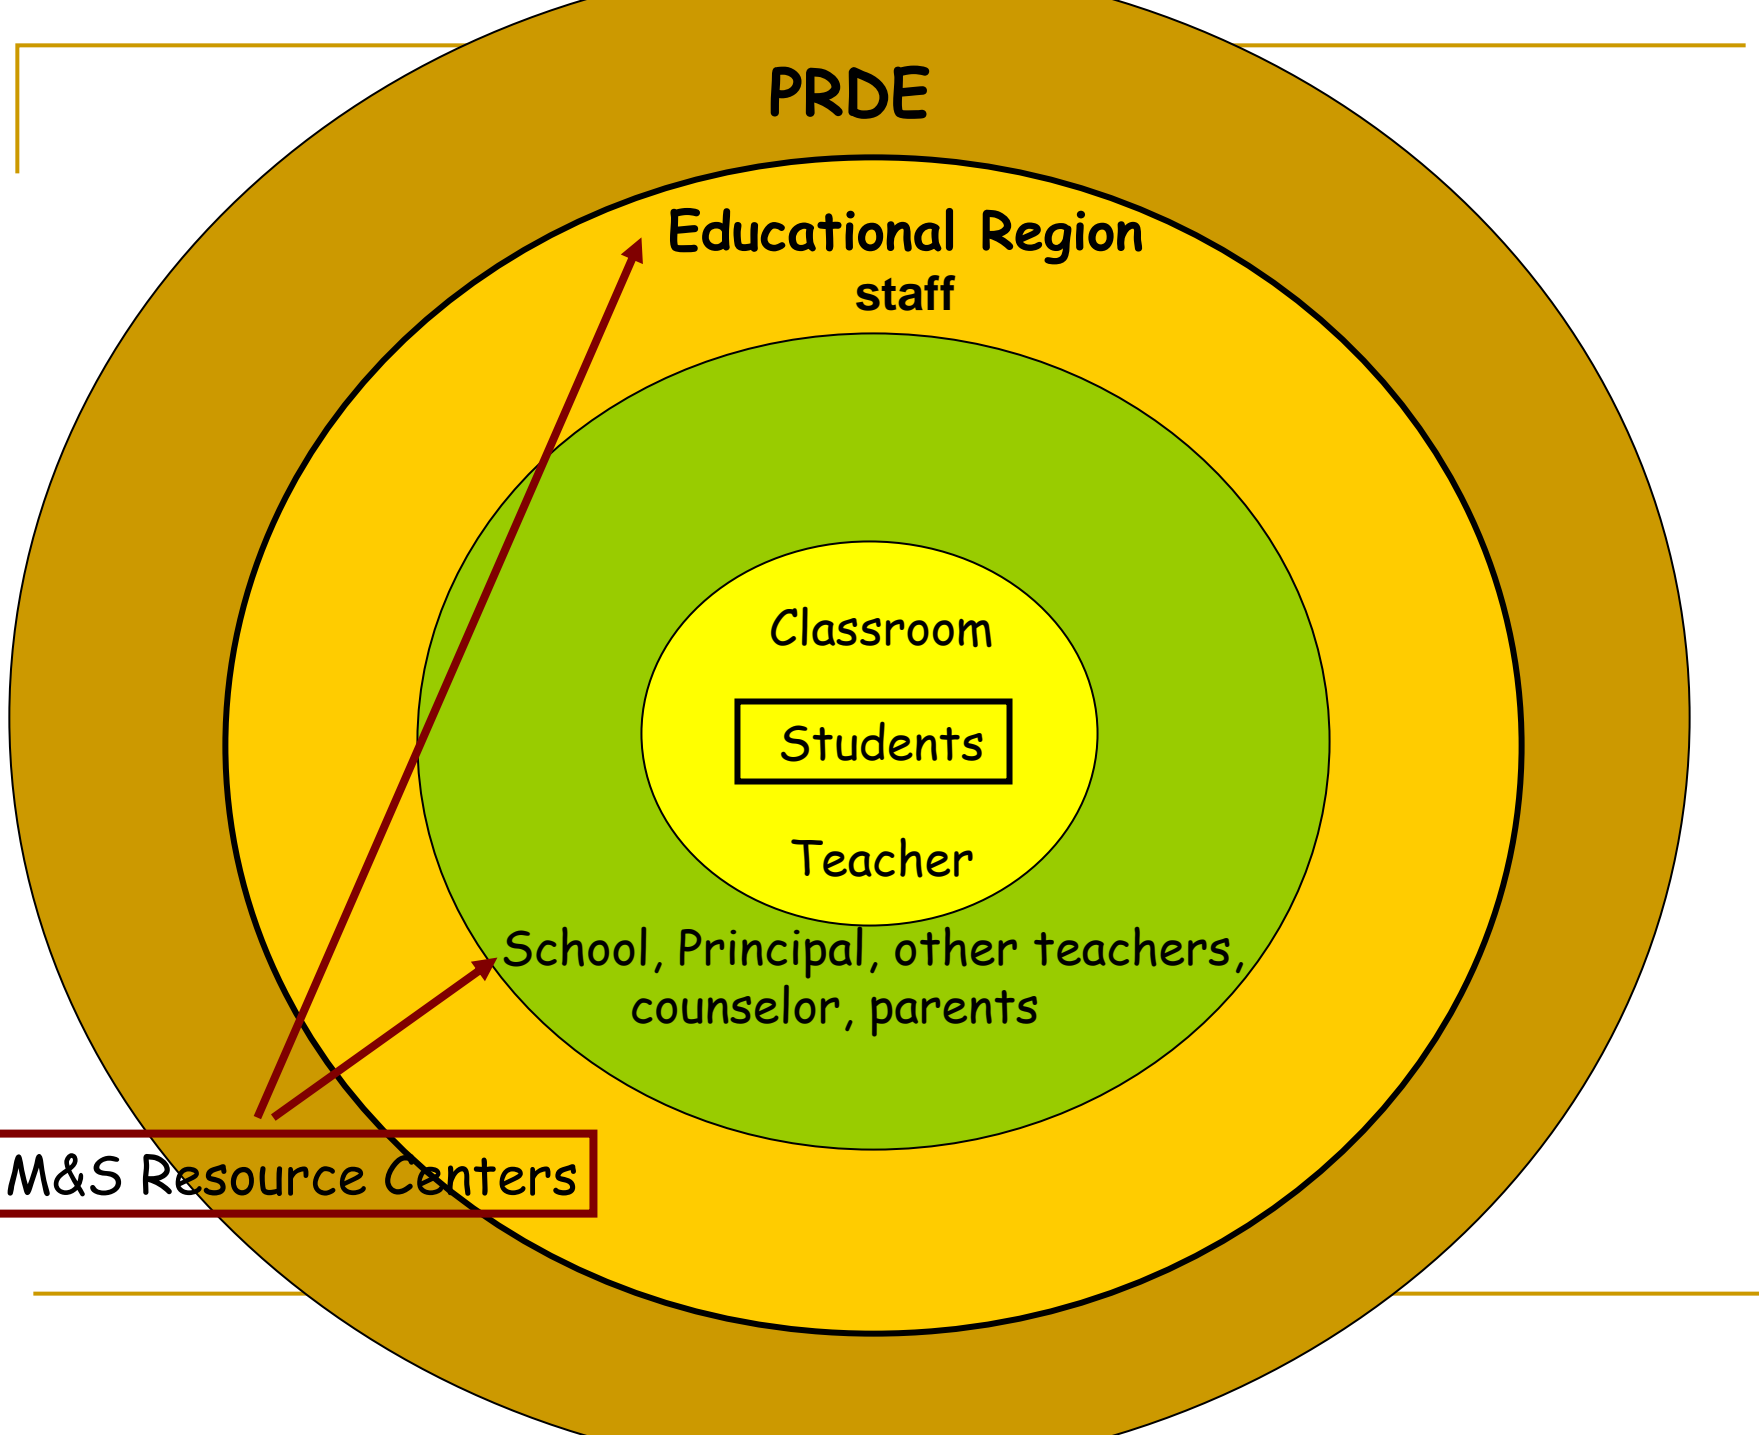 PRDE
Educational Region
staff
Classroom
Students
Teacher
School, Principal, other teachers,
counselor, parents
M&S Resource Centers